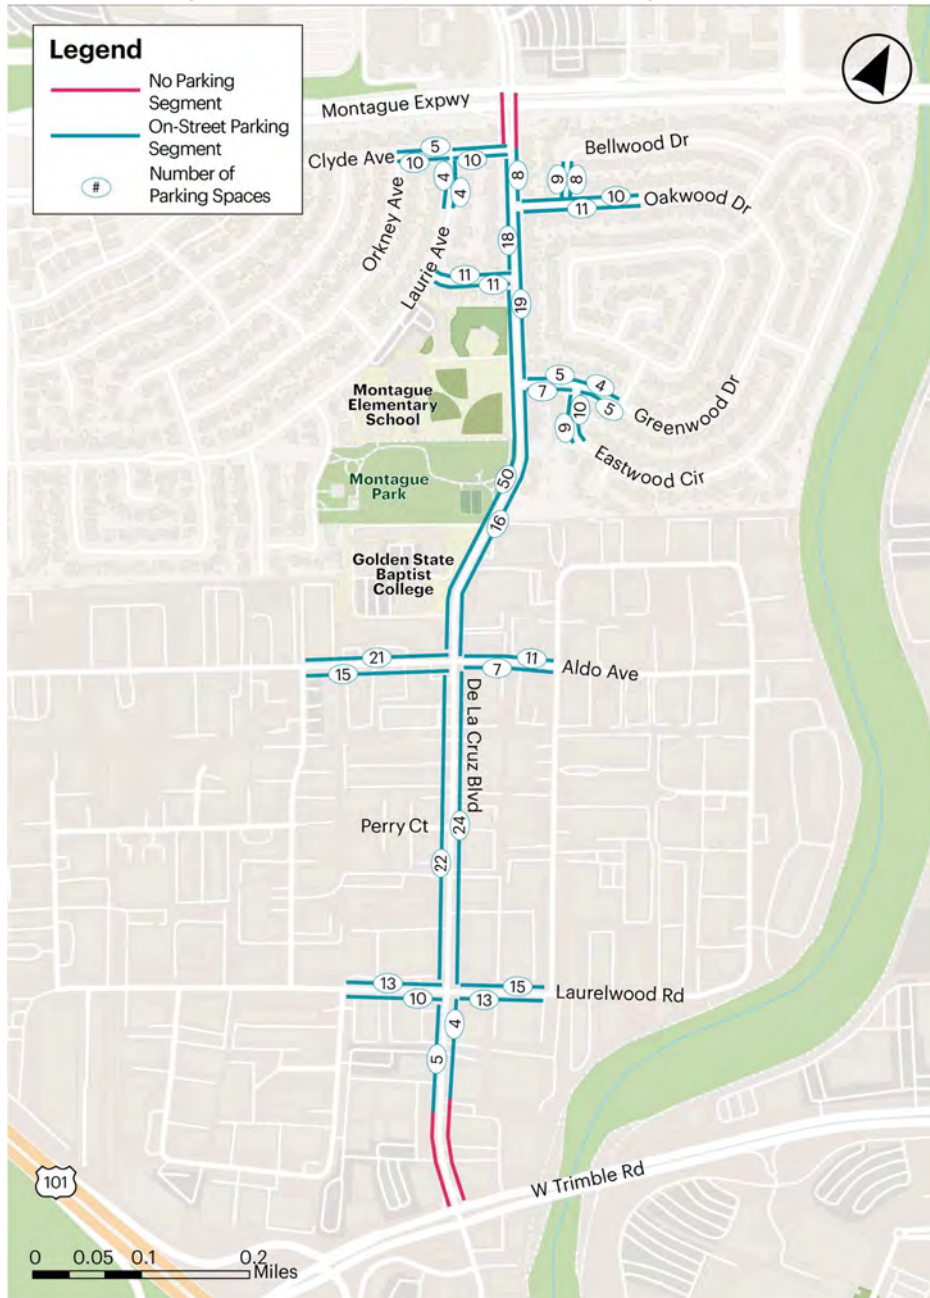 Legend
No Parking
Segment
On-Street Parking
Segment
#
Number of
Parking Spaces
Montague Expwy
Clyde Ave
5
10
10
4
4
8
Bellwood Dr
9
8
10
11
Oakwood Dr
Orkney Ave
Laurie Ave
18
11
11
19
5
4
7
5
10
9
Greenwood Dr
Eastwood Cir
Montague
Elementary
School
Montague
Park
50
16
Golden State
Baptist
College
21
15
11
7
Aldo Ave
De La Cruz Blvd
Perry Ct
24
22
13
10
15
13
Laurelwood Rd
4
5
W Trimble Rd
101
0 0.05 0.1 0.2
Miles